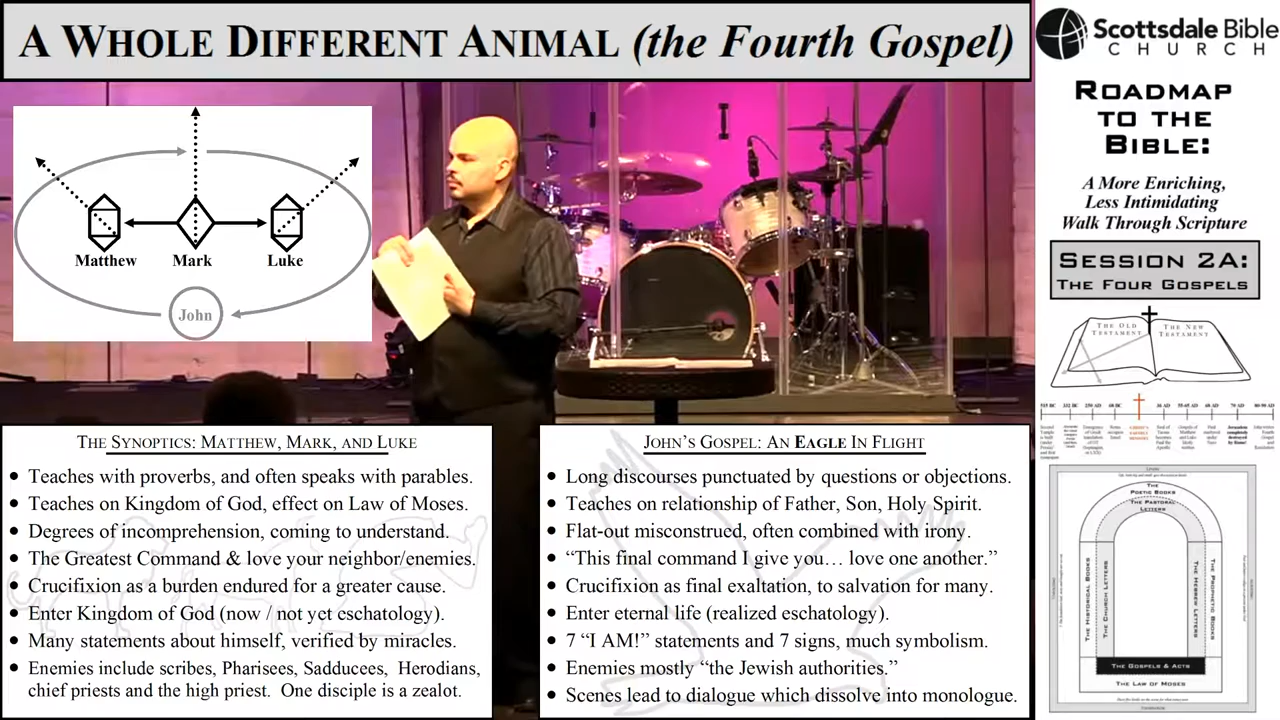 A WHOLE DIFFERENT ANIMAL (the Fourth Gospel)
Matthew Mark Luke
John
THE SYNOPTICS: MATTHEW, MARK, AND LUKE
• Teaches with proverbs, and often speaks with parables.
• Teaches on Kingdom of God, effect on Law of Moses.
• Degrees of incomprehension, coming to understand.
• The Greatest Command & love your neighbor/enemies.
• Crucifixion as a burden endured for a greater cause.
• Enter Kingdom of God (now / not yet eschatology).
• Many statements about himself, verified by miracles.
• Enemies include scribes, Pharisees, Sadducees, Herodians,
chief priests and the high priest. One disciple is a zealot.
JOHN'S GOSPEL: AN EAGLE IN FLIGHT
• Long discourses punctuated by questions or objections.
• Teaches on relationship of Father, Son, Holy Spirit.
• Flat-out misconstrued, often combined with irony.
• “This final command I give you… love one another.”
• Crucifixion as final exaltation, to salvation for many.
• Enter eternal life (realized eschatology).
• 7 “I AM!” statements and 7 signs, much symbolism.
• Enemies mostly “the Jewish authorities.”
• Scenes lead to dialogue which dissolve into monologue.
Scottsdale Bible
CHURCH
ROADMAP
TO THE
BIBLE:
A More Enriching,
Less Intimidating
Walk Through Scripture
SESSION 2A:
THE FOUR GOSPELS
THE OLD
TESTAMENT
THE NEW
TESTAMENT
THE
POETIC BOOKS
THE PASTORAL
LETTERS
THE HISTORICAL BOOKS
THE CHURCH LETTERS
THE HEBREW LETTERS
THE PROPHETIC BOOKS
THE GOSPELS & ACTS
THE LAW OF MOSES